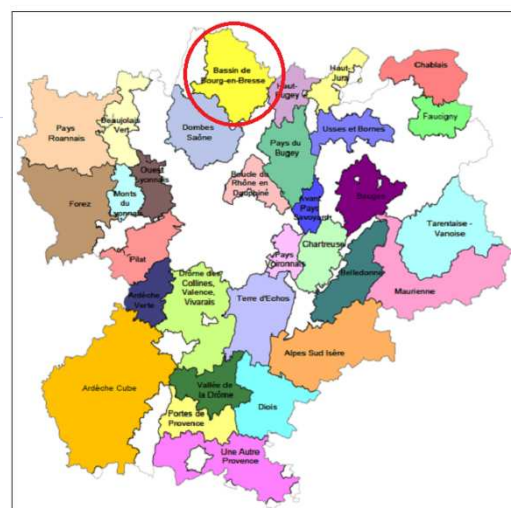 Bassin de
Bourg-en-Bresse
Haut
Jura
Chablais
Haut-
Bugey
Faucigny
Beaujolais
Vert
Dombes
Saône
Usses et Bornes
Pays
Roannais
Pays du
Bugey
Ouest
Lyonnais
Boucle du
Rhône en
Dauphiné
Forez
Monts
du
Lyonnais
Avant
Pays
Savoyard
Bauges
Tarentaise -
Vanoise
Pays
Voironnais
Chartreuse
Pilat
Belledonne
Maurienne
Drôme des
Collines,
Valence,
Vivarais
Ardèche
Verte
Terre d'Echos
Alpes Sud Isère
Ardèche Cube
Vallée de
la Drôme
Diois
Portes de
Provence
Une Autre
Provence